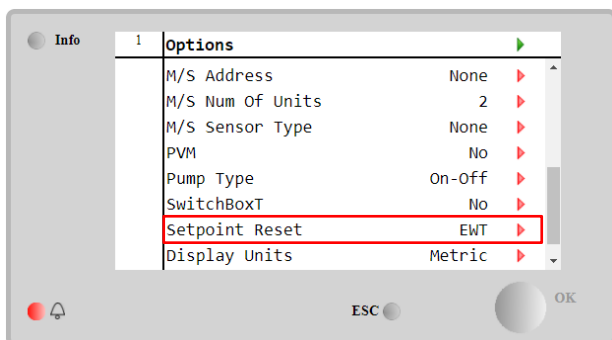 Info
1 Options
M/S Address None
M/S Num Of Units 2
M/S Sensor Type None
PVM No
Pump Type On-Off
SwitchBoxT No
Setpoint Reset EWT
Display Units Metric
ESC
OK